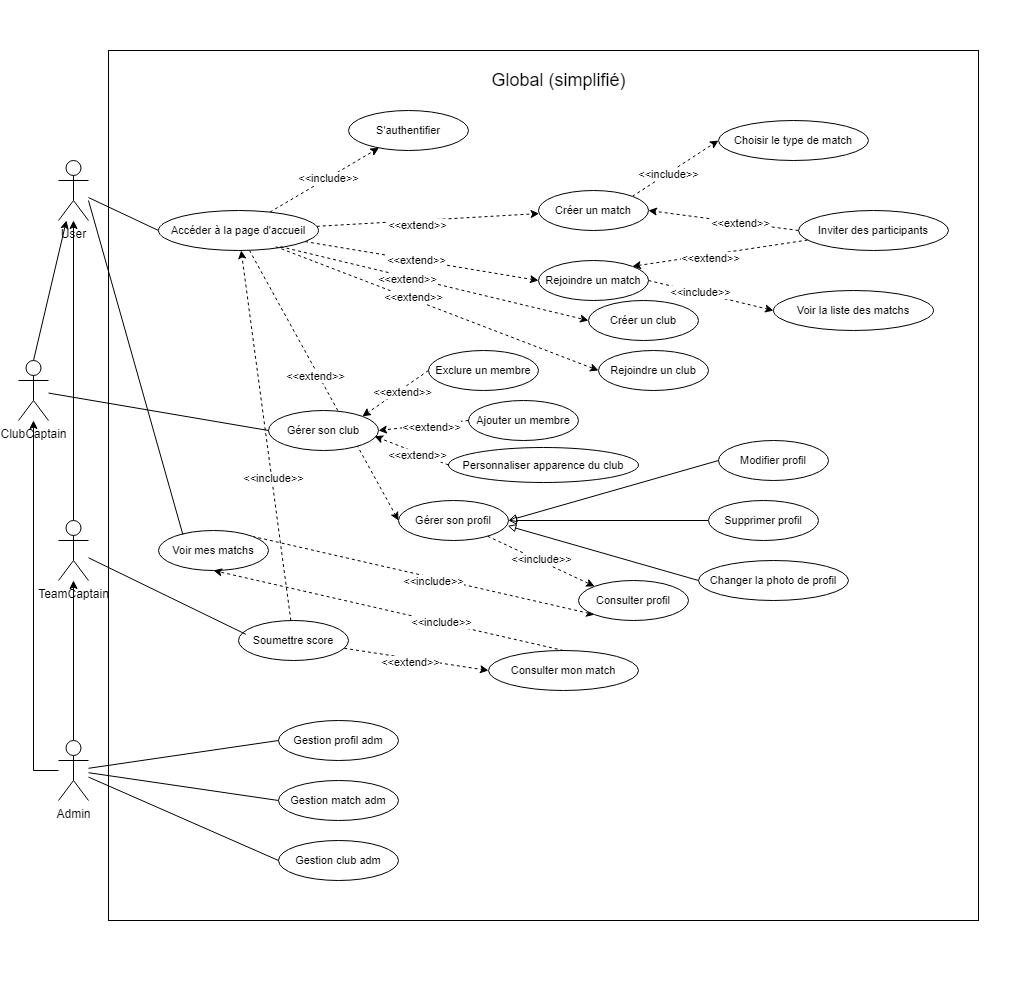 Global (simplifié)
S'authentifier
Choisir le type de match
<<include>>
<<include>>
User
Accéder à la page d'accueil
<<extend>>
Créer un match
<<extend>>
Inviter des participants
<<extend>>
<<extend>>
<<extend>>
<<extend>>
Rejoindre un match
<<include>>
Voir la liste des matchs
Créer un club
Rejoindre un club
<<extend>>
Exclure un membre
<<extend>>
ClubCaptain
Gérer son club
<<extend>>
Ajouter un membre
<<extend>>
Personnaliser apparence du club
Modifier profil
<<include>>
Gérer son profil
Supprimer profil
Voir mes matchs
<<include>>
<<include>>
Changer la photo de profil
TeamCaptain
Consulter profil
<<include>>
Soumettre score
<<extend>>
Consulter mon match
Gestion profil adm
Gestion match adm
Admin
Gestion club adm